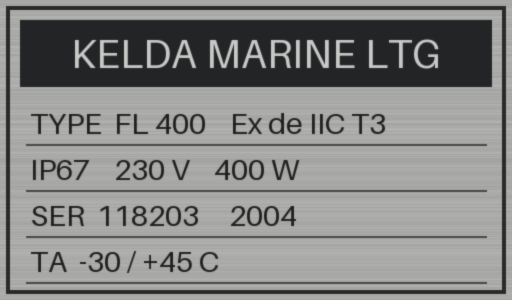 KELDA MARINE LTG
TYPE FL 400 Ex de IIC T3
IP67 230 V 400 W
SER 118203 2004
TA -30 / +45 C